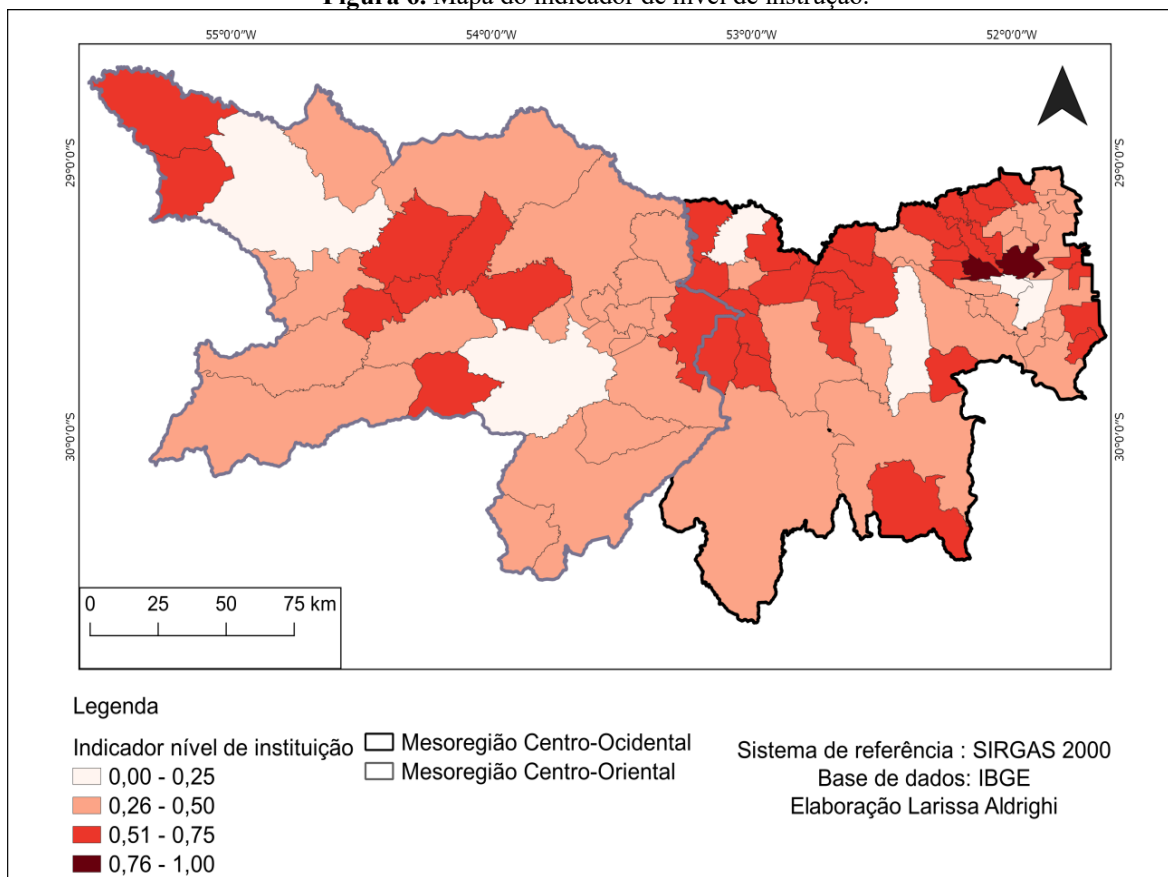 Figura 6. Mapa do indicador de nível de instrução.
55°0'0"W 54°0'0"W 53°0'0"W 52°0'0"W
29°0'0"S 29°0'0"S
30°0'0"S 30°0'0"S
0 25 50 75 km
Legenda
Indicador nível de instituição
0,00 - 0,25
0,26 - 0,50
0,51 - 0,75
0,76 - 1,00
Mesoregião Centro-Ocidental
Mesoregião Centro-Oriental
Sistema de referência : SIRGAS 2000
Base de dados: IBGE
Elaboração Larissa Aldrighi